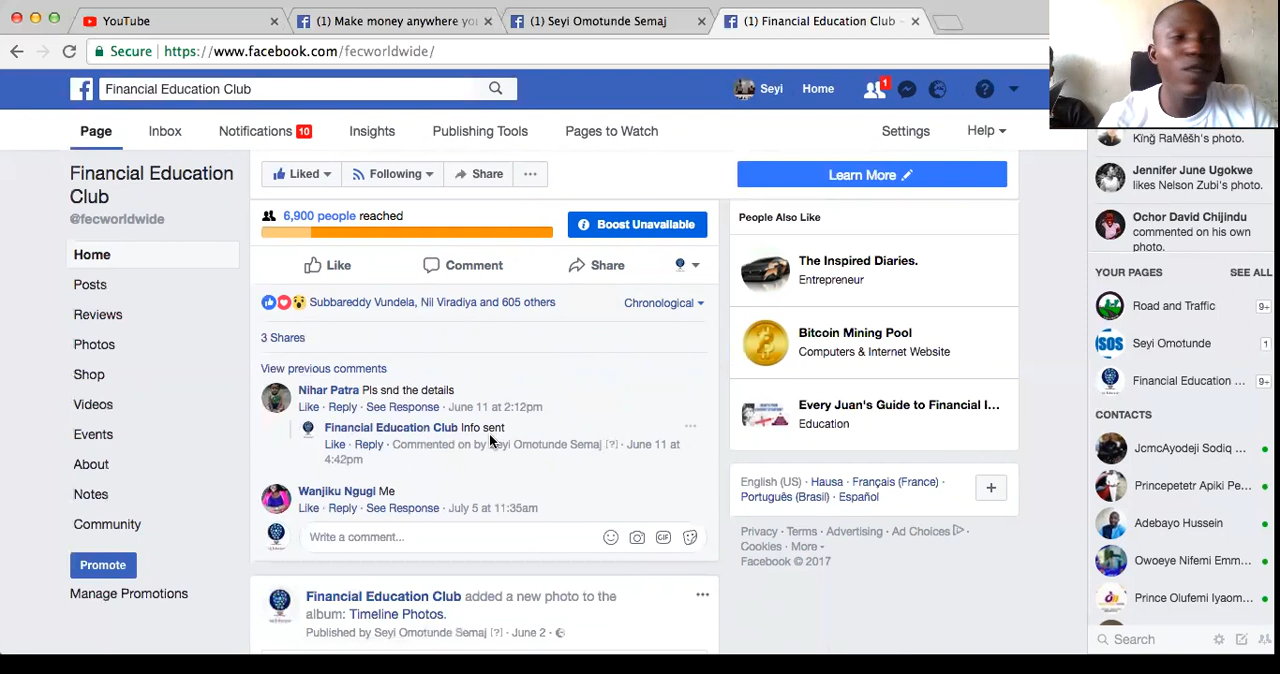 YouTube
(1) Make money anywhere yo
(1) Seyi Omotunde Semaj
(1) Financial Education Club -
Secure https://www.facebook.com/fecworldwide/
Financial Education Club
Seyi Home 1
Page Inbox Notifications 10 Insights Publishing Tools Pages to Watch Settings Help
Financial Education
Club
@fecworldwide
Home
Posts
Reviews
Photos
Shop
Videos
Events
About
Notes
Community
Promote
Manage Promotions
Liked Following Share
6,900 people reached
Boost Unavailable
Like Comment Share
Subbareddy Vundela, Nil Viradiya and 605 others
Chronological
3 Shares
View previous comments
Nihar Patra Pls snd the details
Like · Reply · See Response · June 11 at 2:12pm
Financial Education Club Info sent
Like · Reply · Commented on by Seyi Omotunde Semaj [?] · June 11 at
4:42pm
Wanjiku Ngugi Me
Like · Reply · See Response · July 5 at 11:35am
Write a comment...
GIF
Financial Education Club added a new photo to the
album: Timeline Photos.
Published by Seyi Omotunde Semaj [?] · June 2 ·
Learn More
People Also Like
The Inspired Diaries.
Entrepreneur
Bitcoin Mining Pool
Computers & Internet Website
Every Juan's Guide to Financial I...
Education
English (US) · Hausa · Français (France) ·
Português (Brasil) · Español
Privacy · Terms · Advertising · Ad Choices ·
Cookies · More
Facebook © 2017
King RaMêsh's photo.
Jennifer June Ugokwe
likes Nelson Zubi's photo.
Ochor David Chijindu
commented on his own
photo.
YOUR PAGES SEE ALL
Road and Traffic 9+
SOS
Seyi Omotunde 1
Financial Education ... 9+
CONTACTS
JcmcAyodeji Sodiq ...
Princepetetr Apiki Pe...
Adebayo Hussein
Owoeye Nifemi Emm...
Prince Olufemi Iyaom...
Search